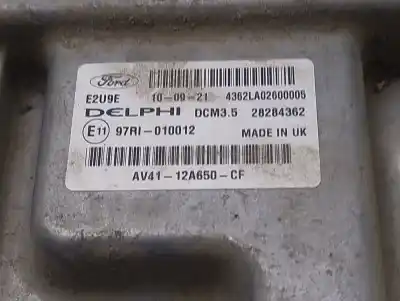 Ford
E2U9E 10-09-21 4362LA02600005
DELPHI DCM3.5 28284362
E11 97RI-010012 MADE IN UK
AV41-12A650-CF